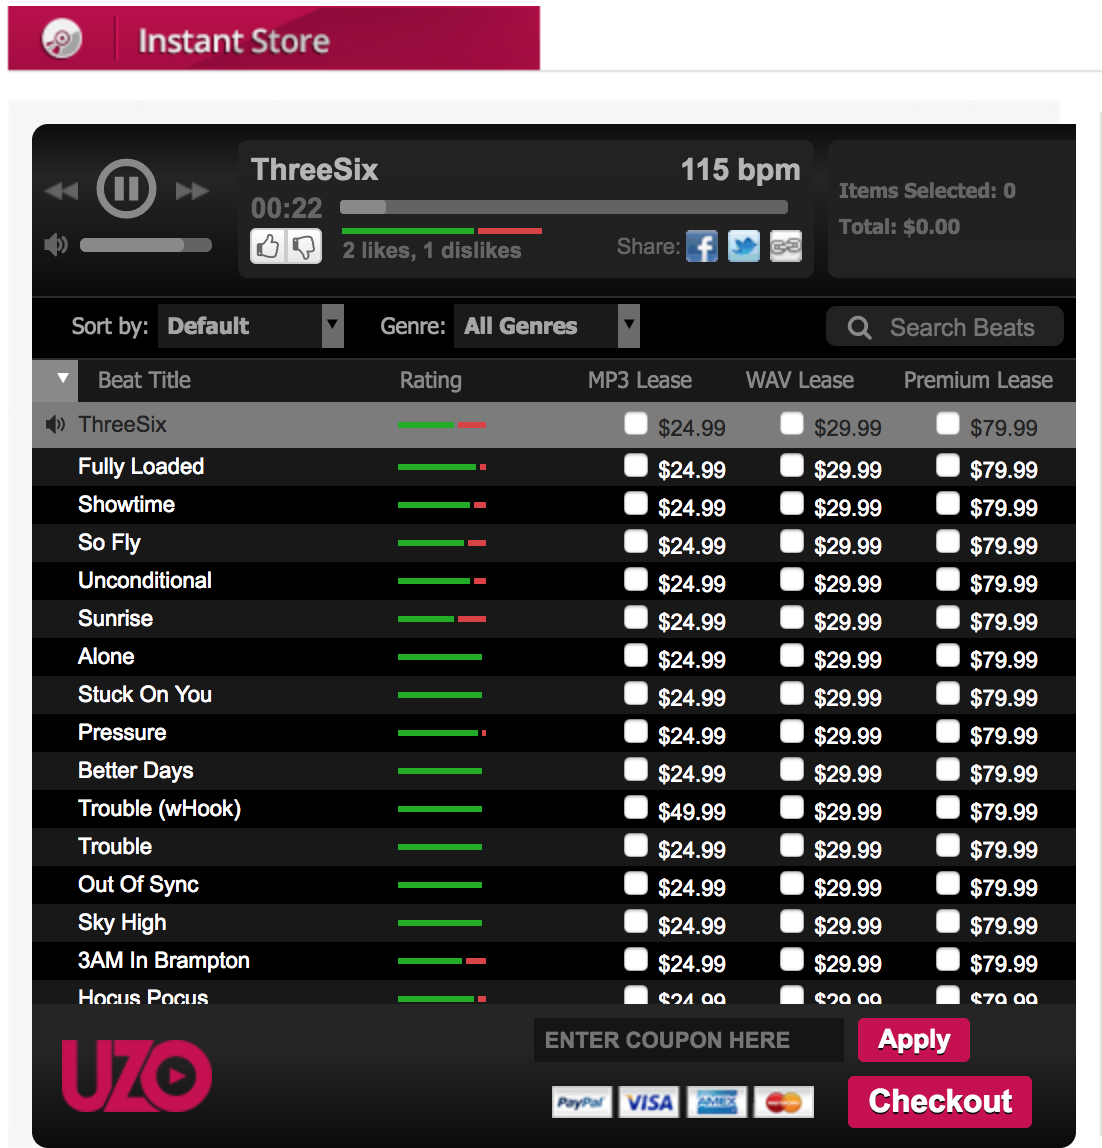 Instant Store
ThreeSix 115 bpm
00:22
2 likes, 1 dislikes Share:
Items Selected: 0
Total: $0.00
Sort by: Default Genre: All Genres Search Beats
Beat Title Rating MP3 Lease WAV Lease Premium Lease
ThreeSix $24.99 $29.99 $79.99
Fully Loaded $24.99 $29.99 $79.99
Showtime $24.99 $29.99 $79.99
So Fly $24.99 $29.99 $79.99
Unconditional $24.99 $29.99 $79.99
Sunrise $24.99 $29.99 $79.99
Alone $24.99 $29.99 $79.99
Stuck On You $24.99 $29.99 $79.99
Pressure $24.99 $29.99 $79.99
Better Days $24.99 $29.99 $79.99
Trouble (wHook) $49.99 $29.99 $79.99
Trouble $24.99 $29.99 $79.99
Out Of Sync $24.99 $29.99 $79.99
Sky High $24.99 $29.99 $79.99
3AM In Brampton $24.99 $29.99 $79.99
Hocus Pocus $24.99 $29.99 $79.99
ENTER COUPON HERE Apply
UZO
PayPal VISA AMEX MasterCard Checkout